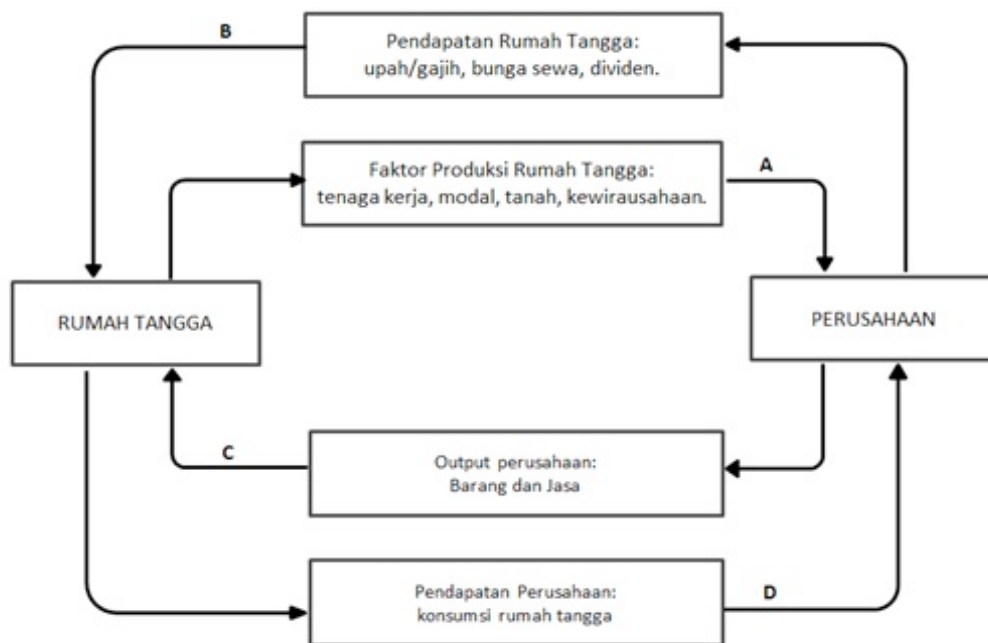 B
Pendapatan Rumah Tangga:
upah/gajih, bunga sewa, dividen.
Faktor Produksi Rumah Tangga:
tenaga kerja, modal, tanah, kewirausahaan.
A
RUMAH TANGGA
PERUSAHAAN
C
Output perusahaan:
Barang dan Jasa
Pendapatan Perusahaan:
konsumsi rumah tangga
D